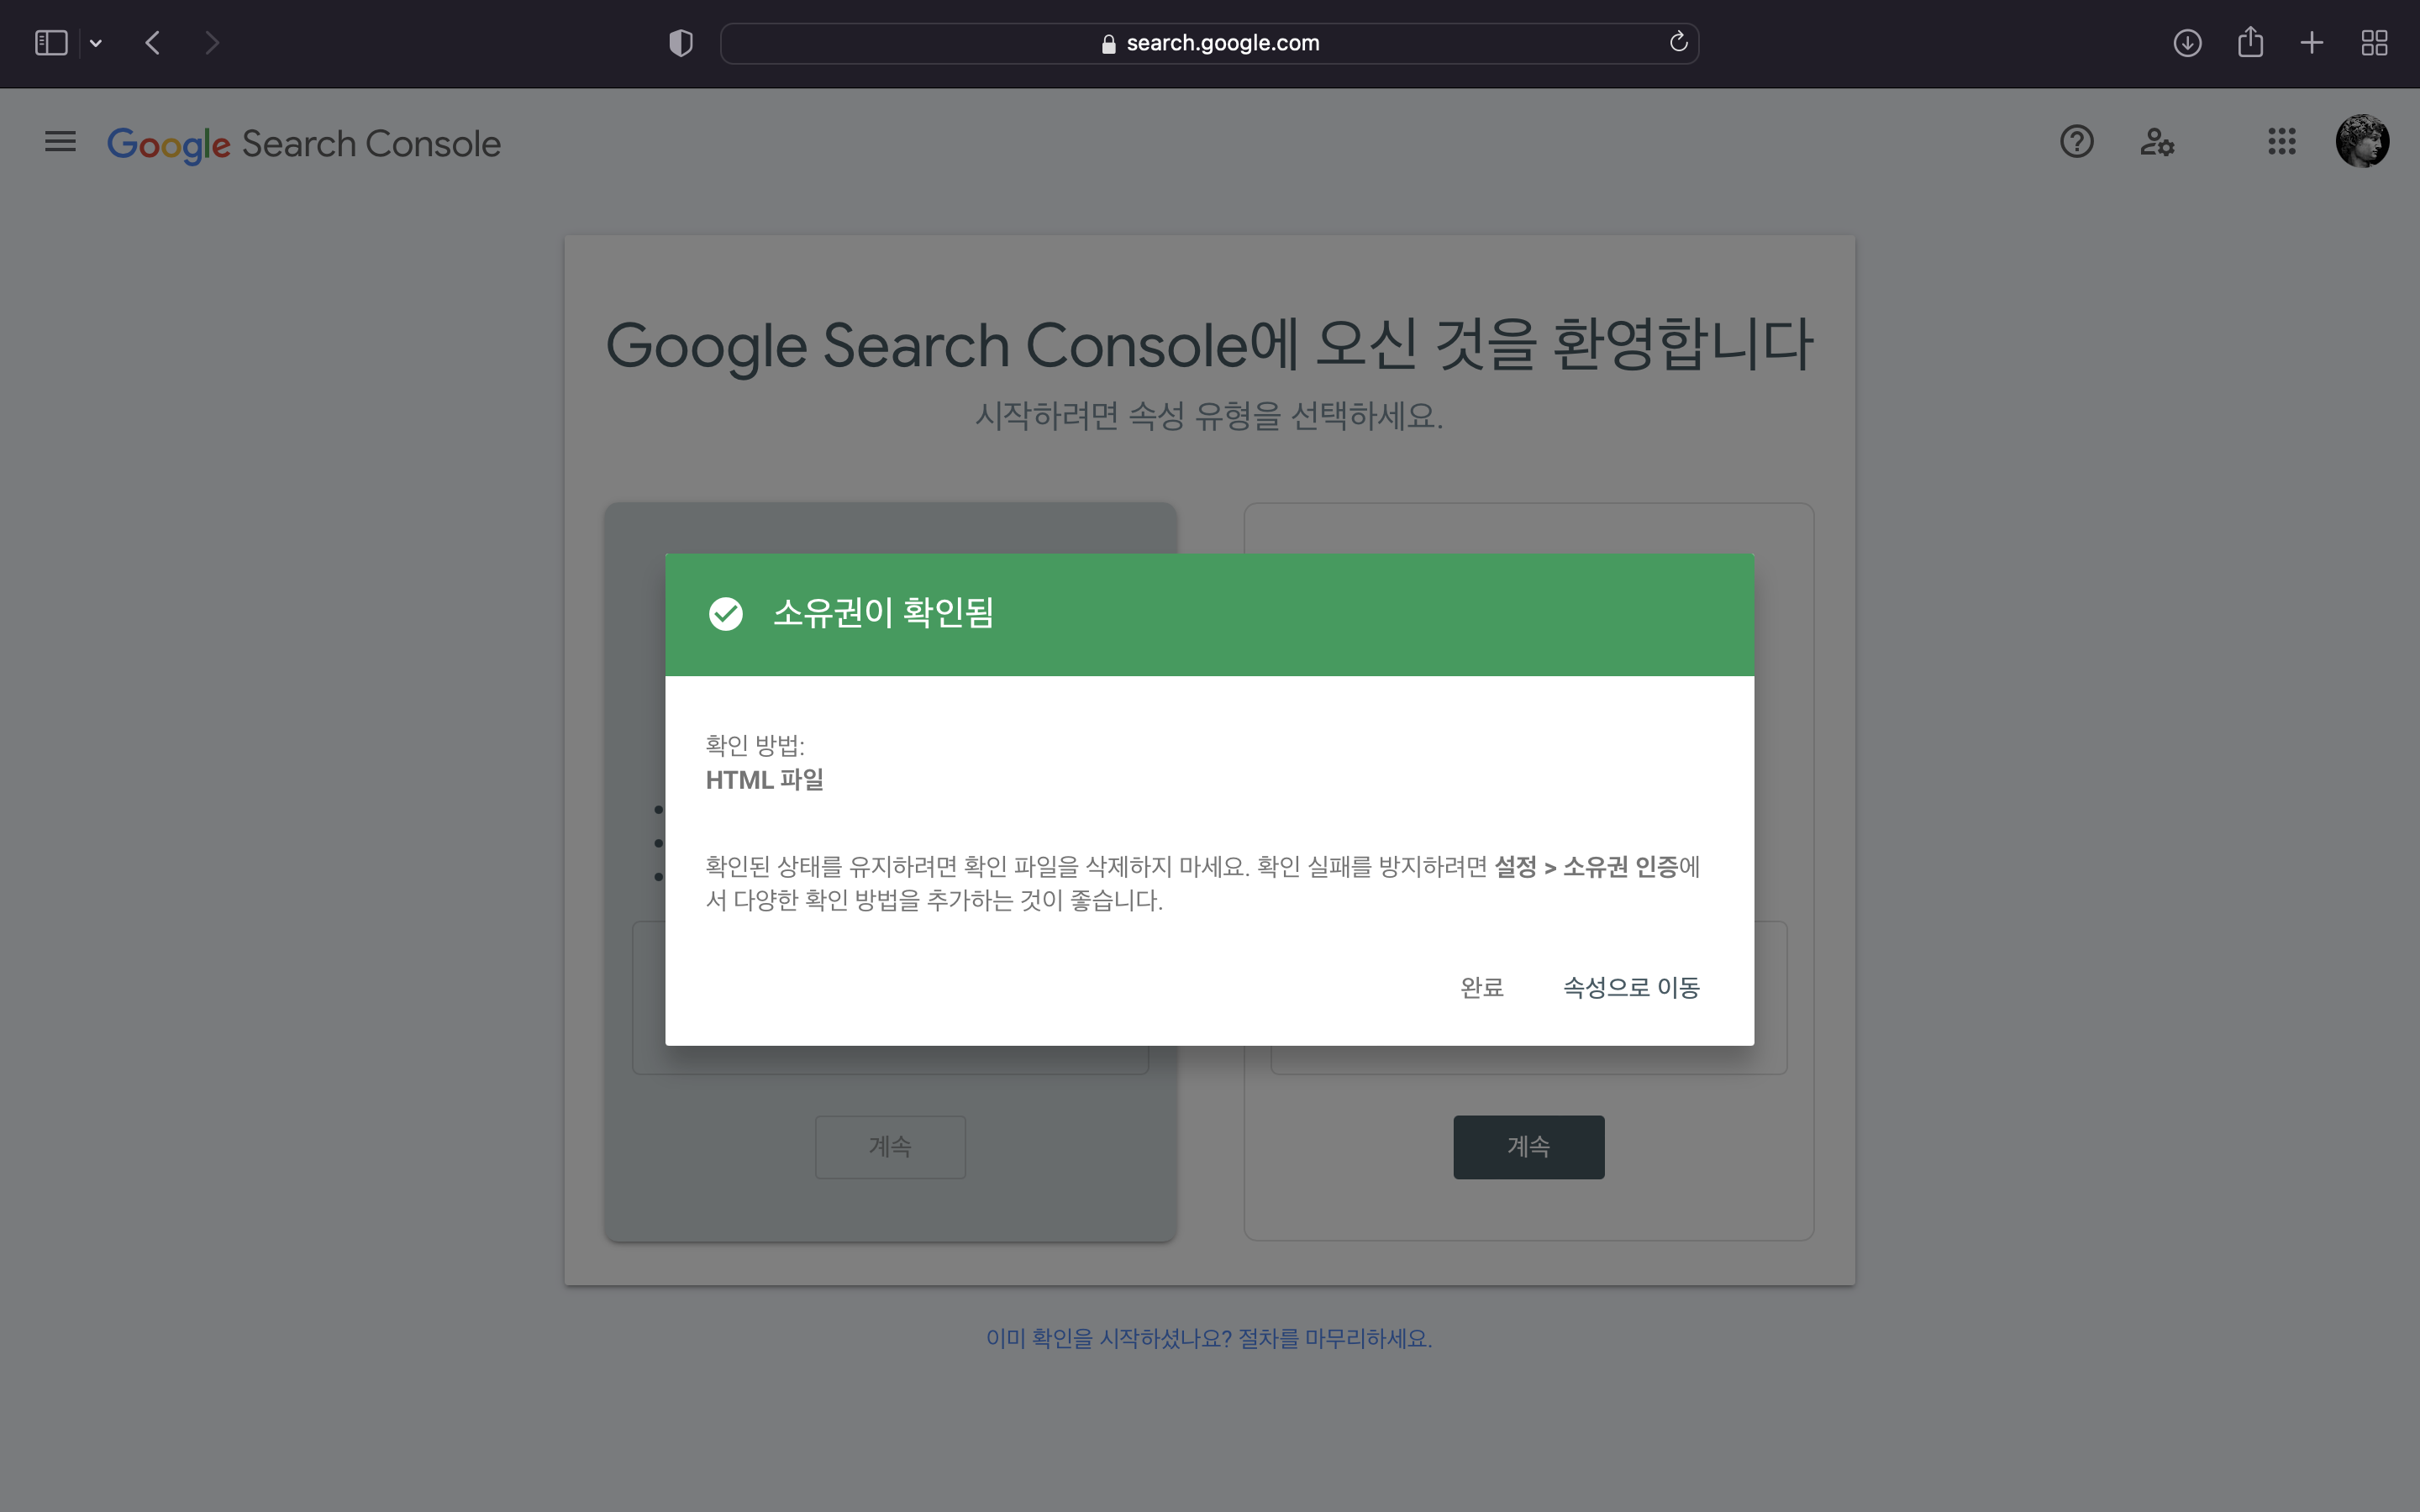 search.google.com
Google Search Console
Google Search Console에 오신 것을 환영합니다
시작하려면 속성 유형을 선택하세요.
소유권이 확인됨
확인 방법:
HTML 파일
확인된 상태를 유지하려면 확인 파일을 삭제하지 마세요. 확인 실패를 방지하려면 설정 > 소유권 인증에
서 다양한 확인 방법을 추가하는 것이 좋습니다.
완료 속성으로 이동
계속 계속
이미 확인을 시작하셨나요? 절차를 마무리하세요.